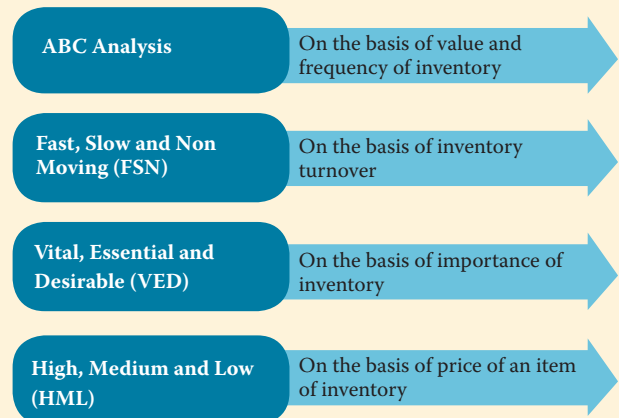 ABC Analysis
On the basis of value and
frequency of inventory
Fast, Slow and Non
Moving (FSN)
On the basis of inventory
turnover
Vital, Essential and
Desirable (VED)
On the basis of importance of
inventory
High, Medium and Low
(HML)
On the basis of price of an item
of inventory